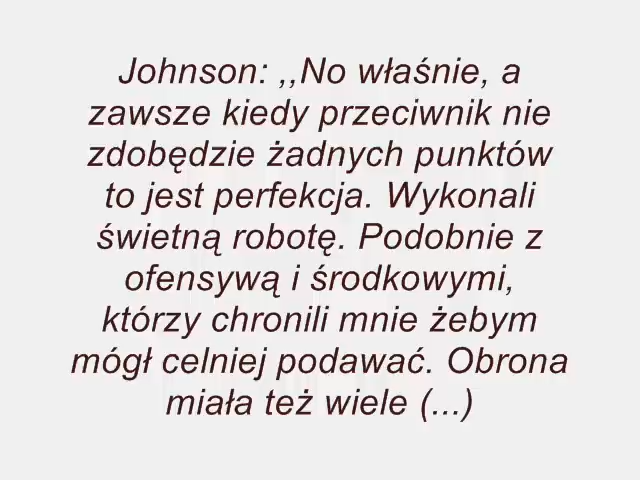 Johnson: ,,No właśnie, a
zawsze kiedy przeciwnik nie
zdobędzie żadnych punktów
to jest perfekcja. Wykonali
świetną robotę. Podobnie z
ofensywą i środkowymi,
którzy chronili mnie żebym
mógł celniej podawać. Obrona
miała też wiele (...)